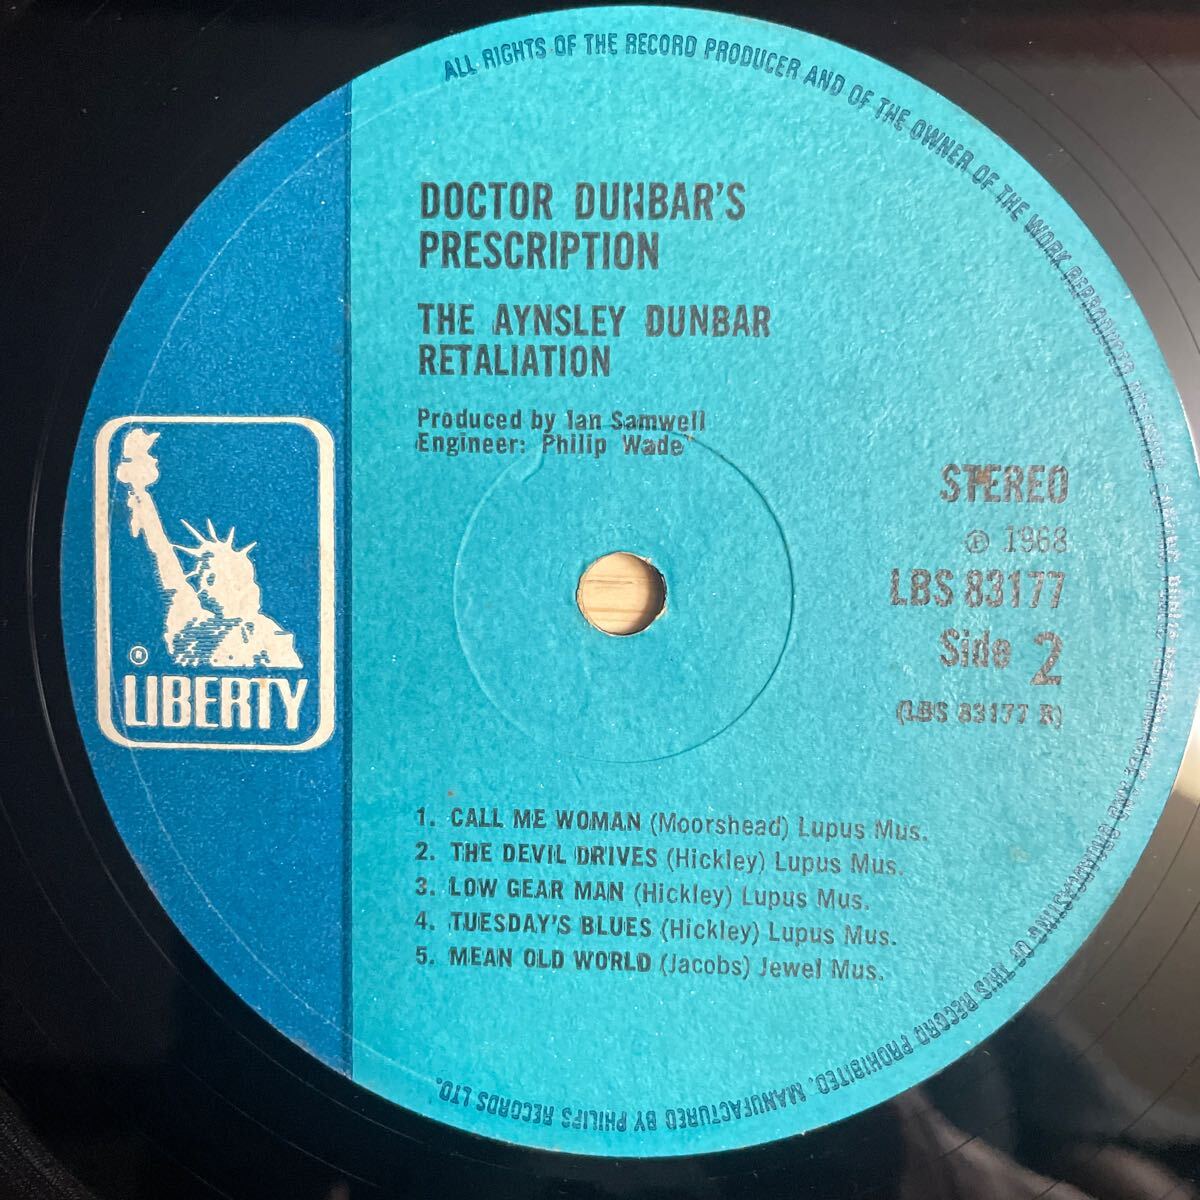 ALL RIGHTS OF THE RECORD PRODUCER AND OF THE OWNER OF THE WORK REPRODUCED RESERVED. AND BROADCASTING OF THIS RECORD PROHIBITED. MANUFACTURED BY PHILIPS RECORDS LTD.
DOCTOR DUNBAR'S
PRESCRIPTION
THE AYNSLEY DUNBAR
RETALIATION
Produced by Ian Samwell
Engineer: Philip Wade
STEREO
℗ 1968
LBS 83177
Side 2
(LBS 83177 B)
®
LIBERTY
1. CALL ME WOMAN (Moorshead) Lupus Mus.
2. THE DEVIL DRIVES (Hickley) Lupus Mus.
3. LOW GEAR MAN (Hickley) Lupus Mus.
4. TUESDAY'S BLUES (Hickley) Lupus Mus.
5. MEAN OLD WORLD (Jacobs) Jewel Mus.